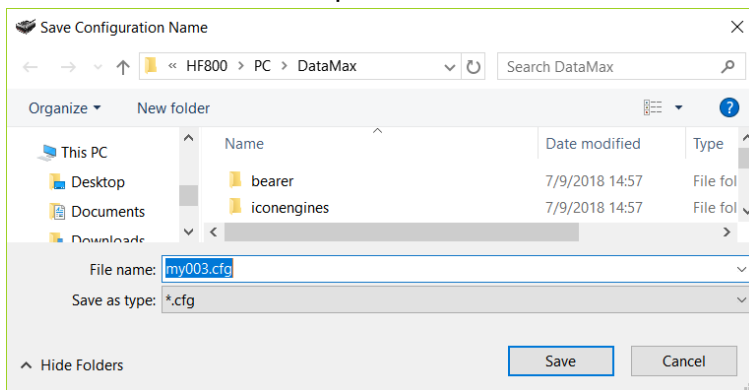 Save Configuration Name
« HF800 > PC > DataMax
Search DataMax
Organize
New folder
This PC
Name
Date modified
Type
Desktop
bearer
7/9/2018 14:57
File fol
Documents
iconengines
7/9/2018 14:57
File fol
Downloads
File name: my003.cfg
Save as type: *.cfg
Hide Folders
Save
Cancel